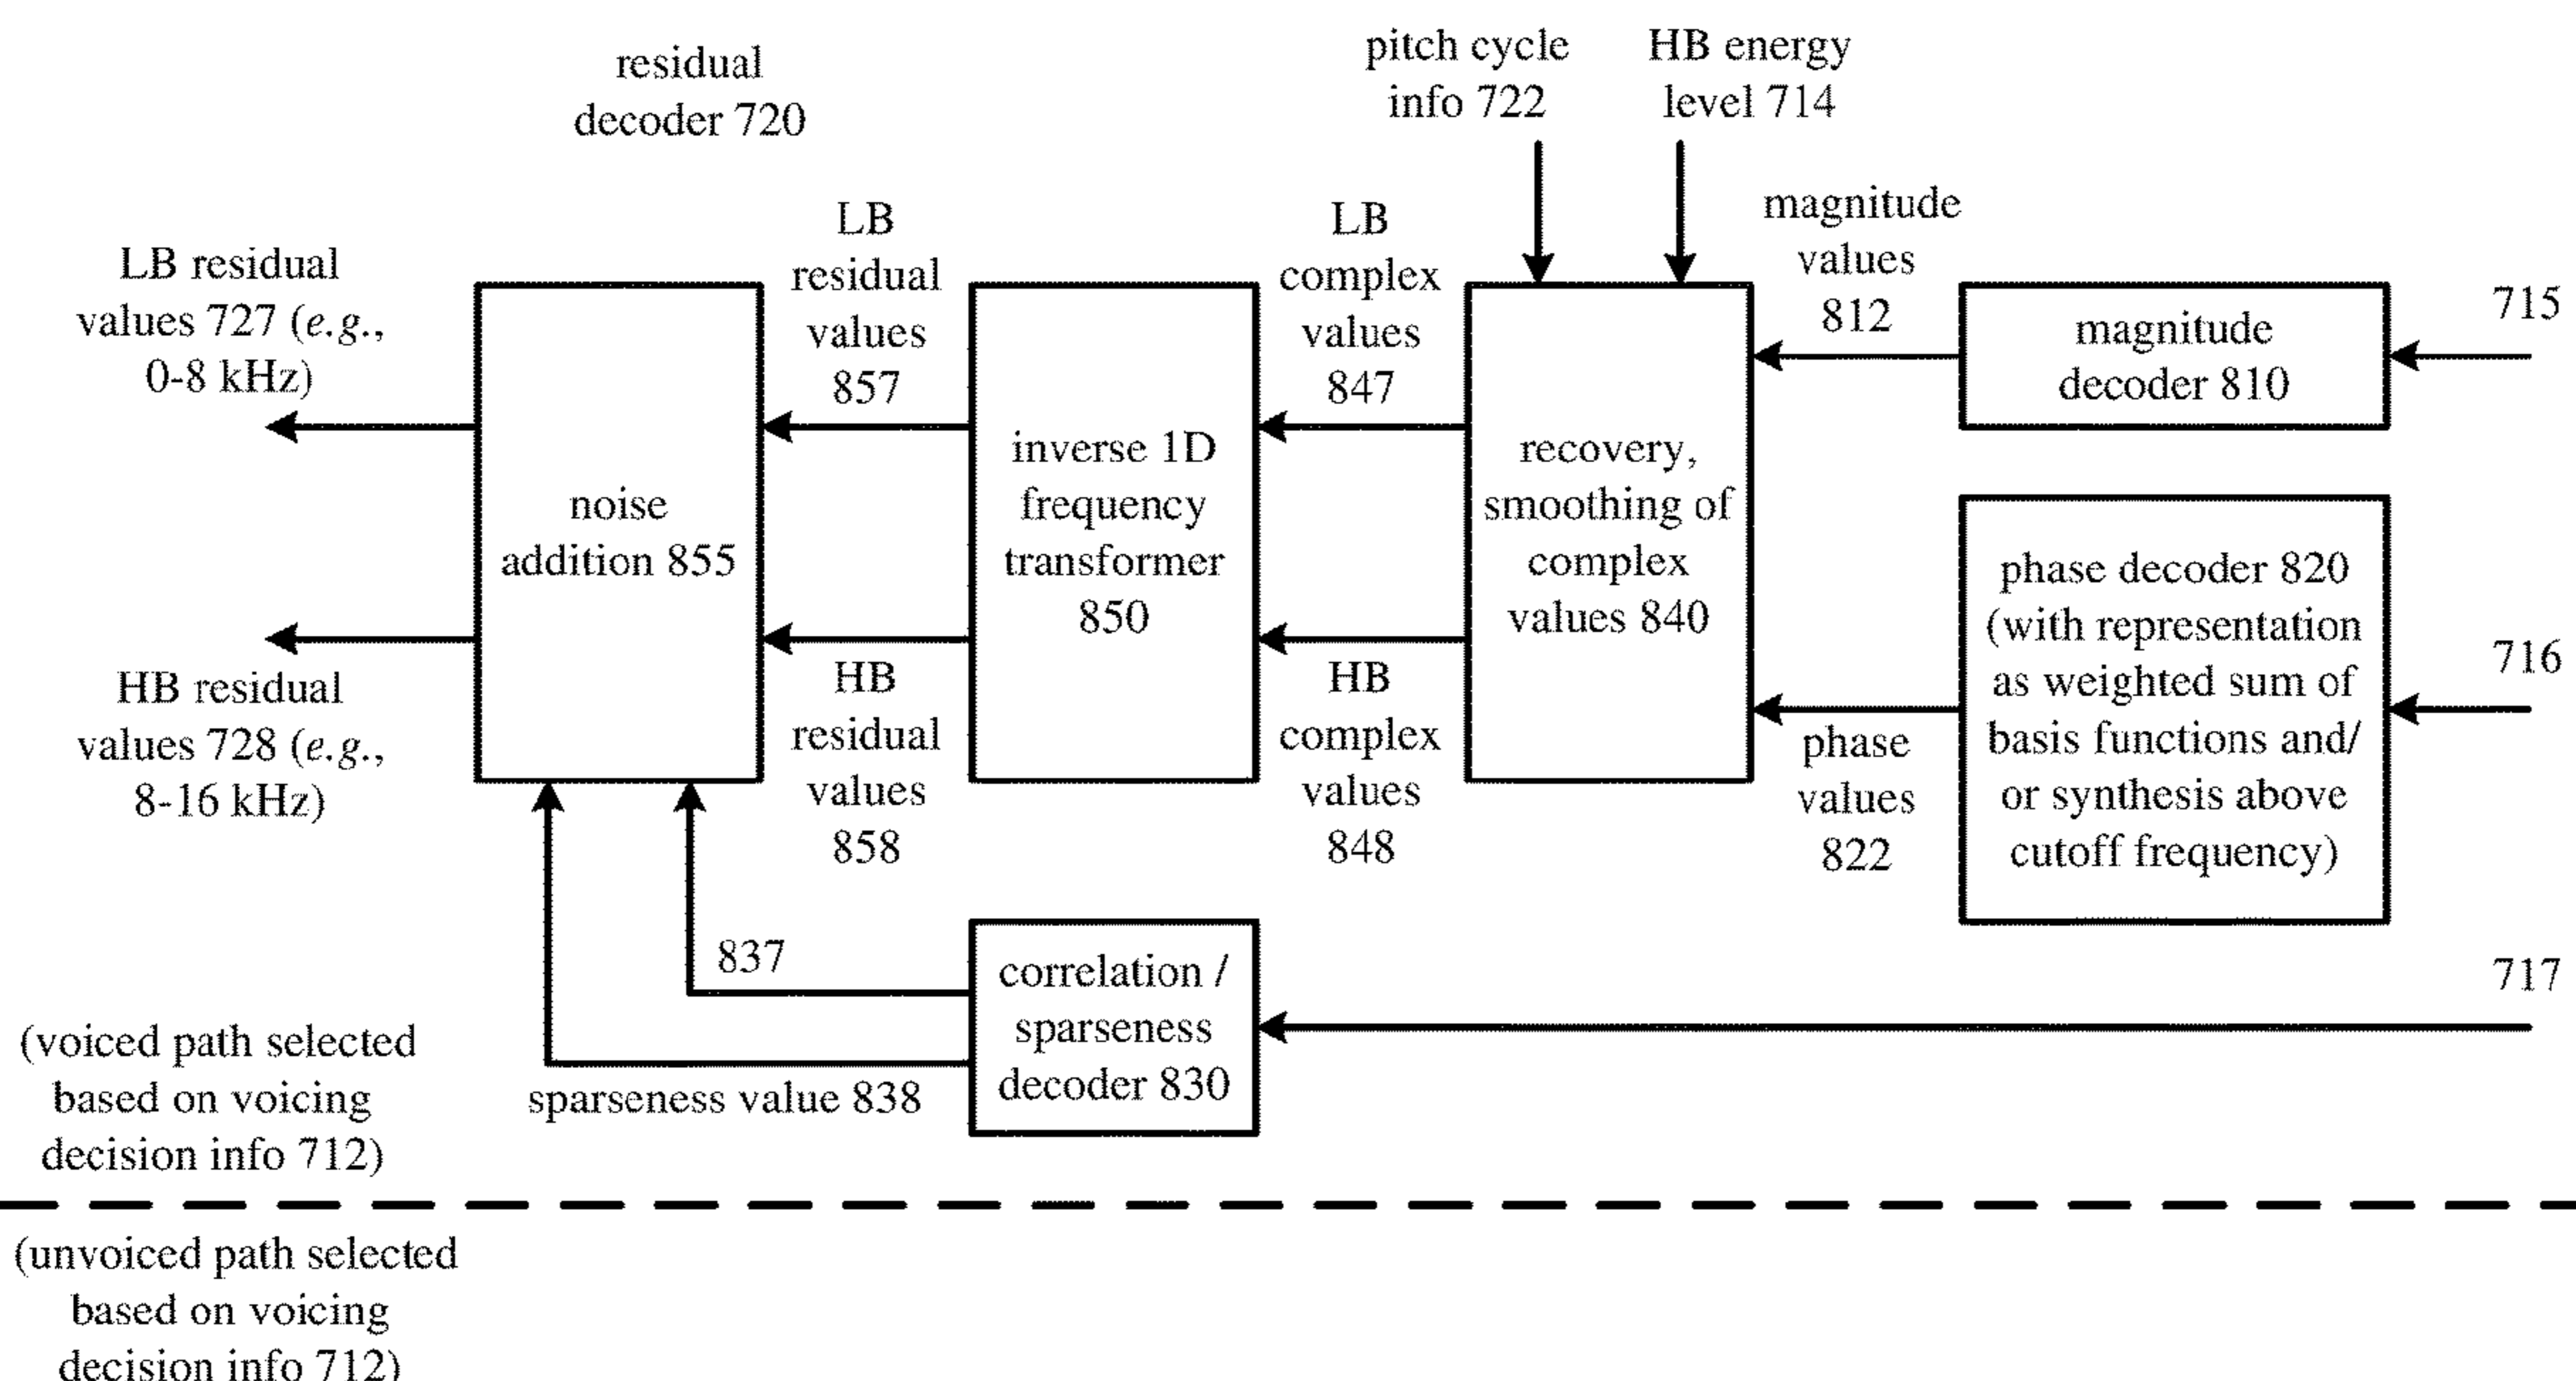 residual
decoder 720
pitch cycle
info 722
HB energy
level 714
LB residual
values 727 (e.g.,
0-8 kHz)
HB residual
values 728 (e.g.,
8-16 kHz)
noise
addition 855
LB
residual
values
857
HB
residual
values
858
inverse 1D
frequency
transformer
850
LB
complex
values
847
HB
complex
values
848
recovery,
smoothing of
complex
values 840
magnitude
values
812
phase
values
822
magnitude
decoder 810
phase decoder 820
(with representation
as weighted sum of
basis functions and/
or synthesis above
cutoff frequency)
715
716
717
837
sparseness value 838
correlation /
sparseness
decoder 830
(voiced path selected
based on voicing
decision info 712)
(unvoiced path selected
based on voicing
decision info 712)